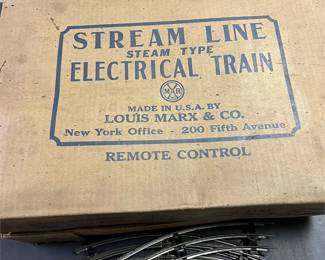 STREAM LINE
STEAM TYPE
ELECTRICAL TRAIN
MAR
MADE IN U.S.A. BY
LOUIS MARX & CO.
New York Office - 200 Fifth Avenue
REMOTE CONTROL